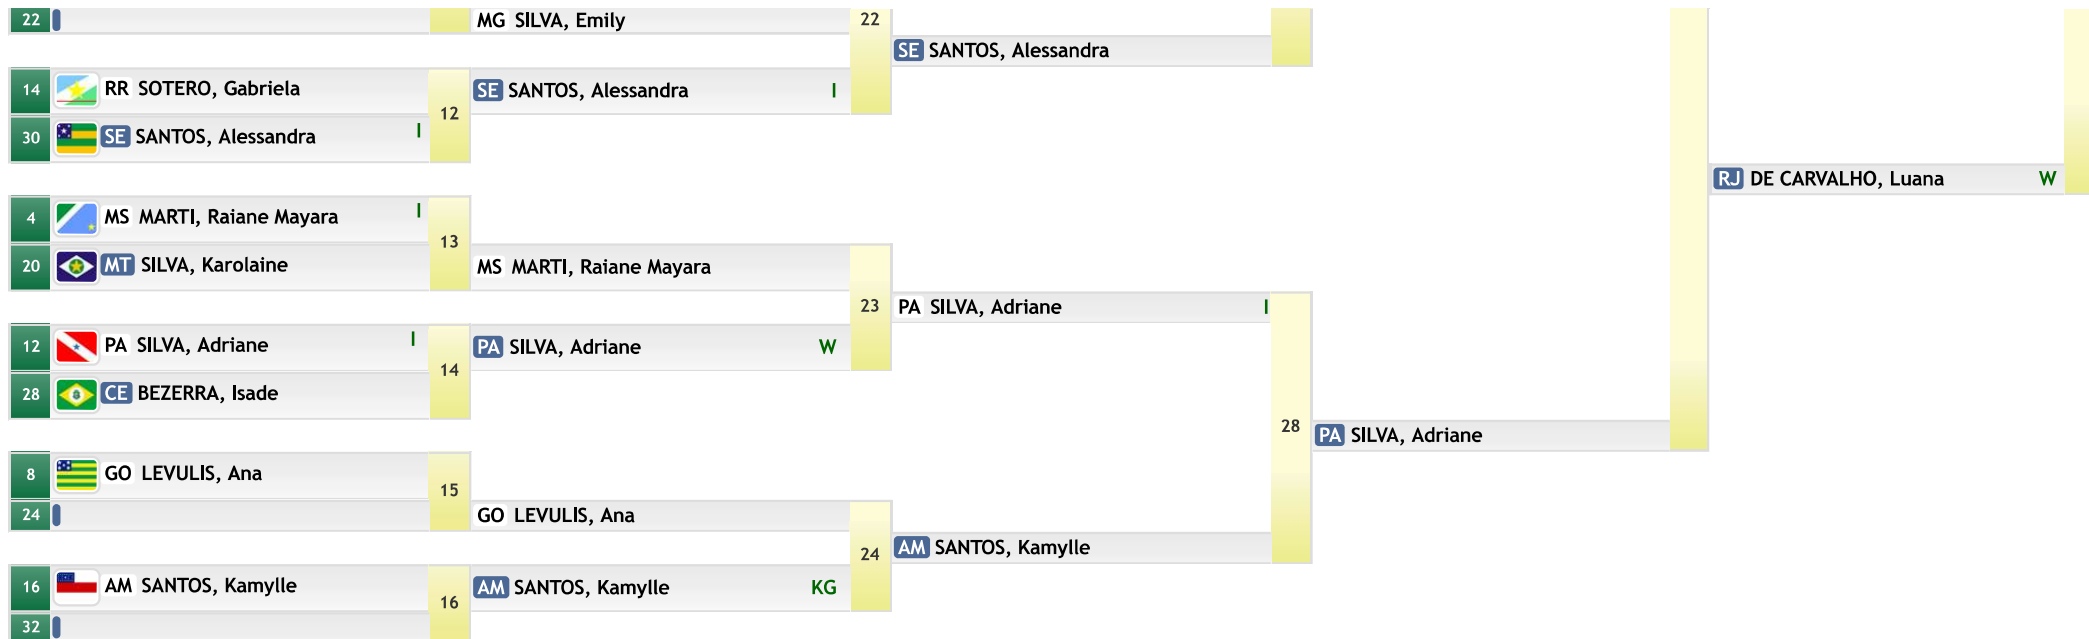 22 MG SILVA, Emily 22
SE SANTOS, Alessandra
14 RR SOTERO, Gabriela SE SANTOS, Alessandra I
12
30 SE SANTOS, Alessandra I
RJ DE CARVALHO, Luana W
4 MS MARTI, Raiane Mayara I
13
20 MT SILVA, Karolaine MS MARTI, Raiane Mayara
23 PA SILVA, Adriane I
12 PA SILVA, Adriane I PA SILVA, Adriane W
14
28 CE BEZERRA, Isade
28 PA SILVA, Adriane
8 GO LEVULIS, Ana
15
24 GO LEVULIS, Ana
24 AM SANTOS, Kamylle
16 AM SANTOS, Kamylle AM SANTOS, Kamylle KG
16
32